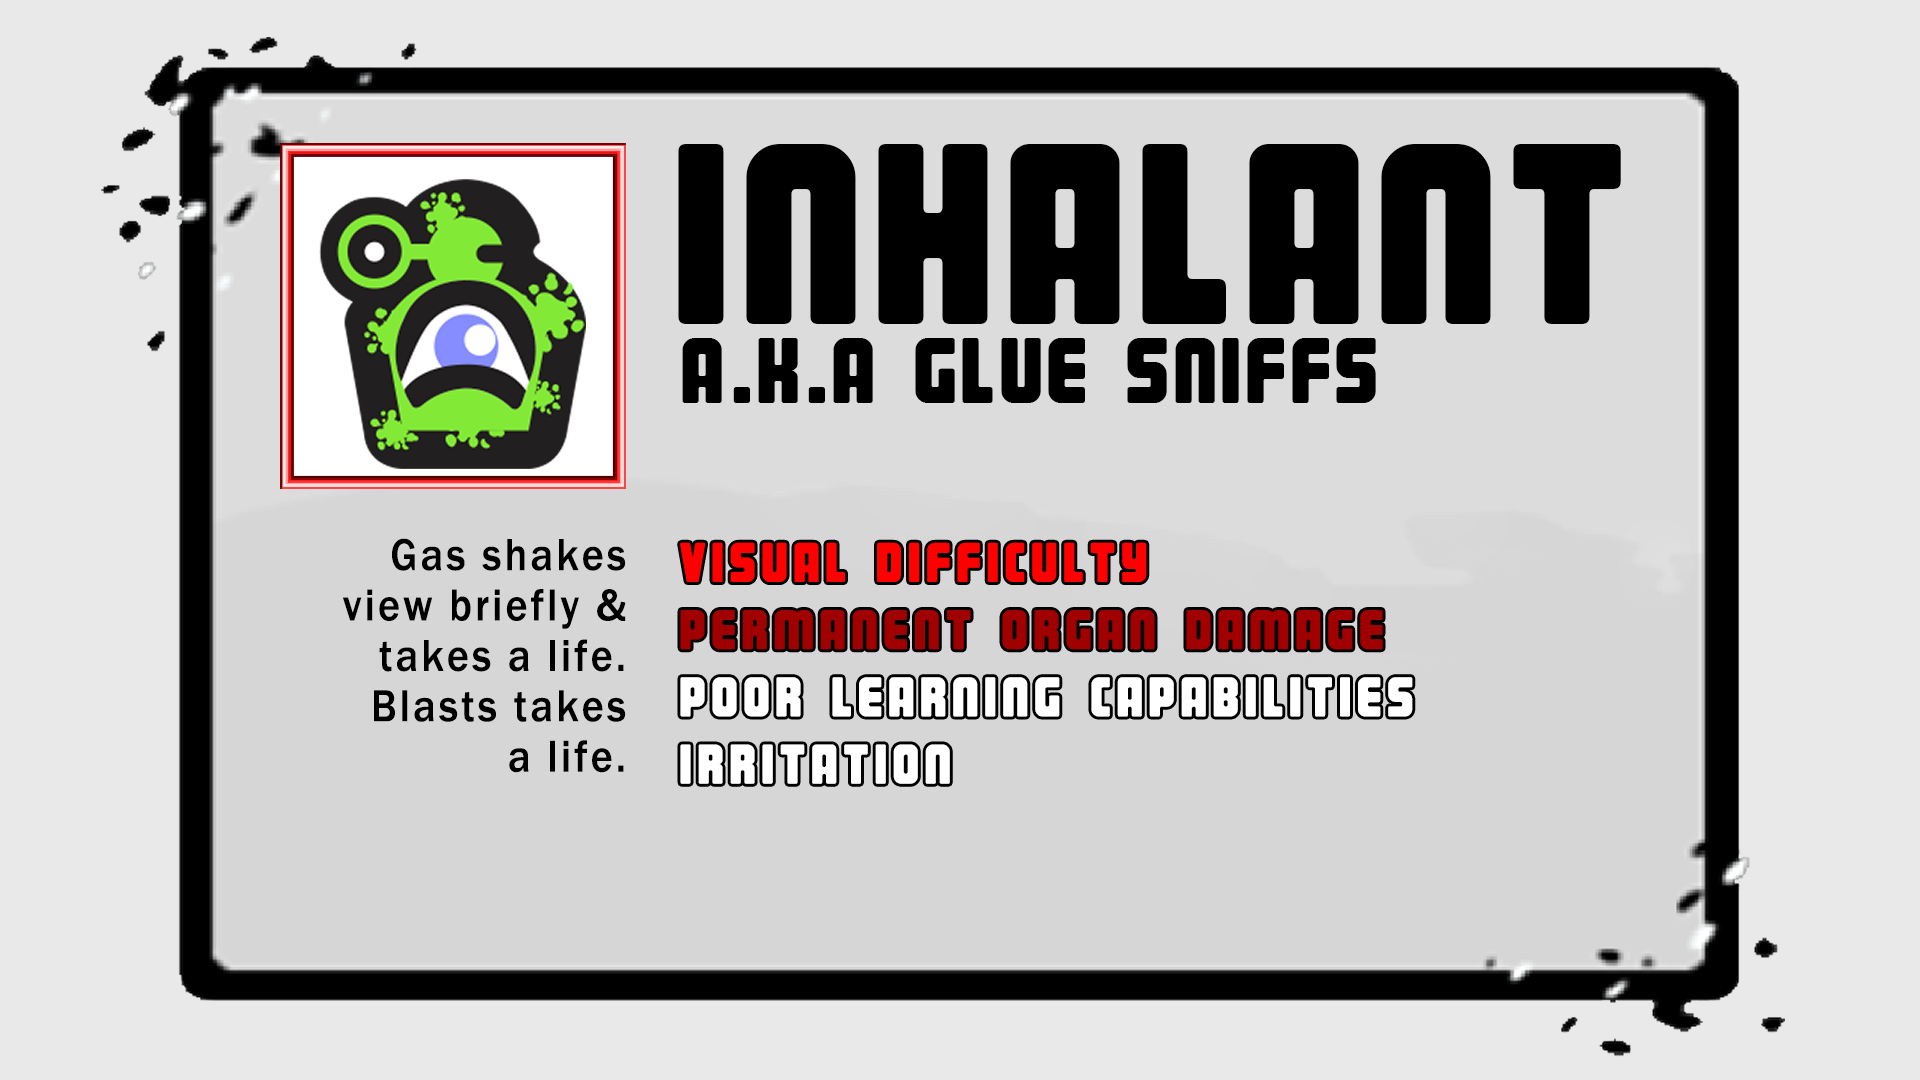 INHALANT
A.K.A GLUE SNIFFS
Gas shakes
view briefly &
takes a life.
Blasts takes
a life.
VISUAL DIFFICULTY
PERMANENT ORGAN DAMAGE
POOR LEARNING CAPABILITIES
IRRITATION